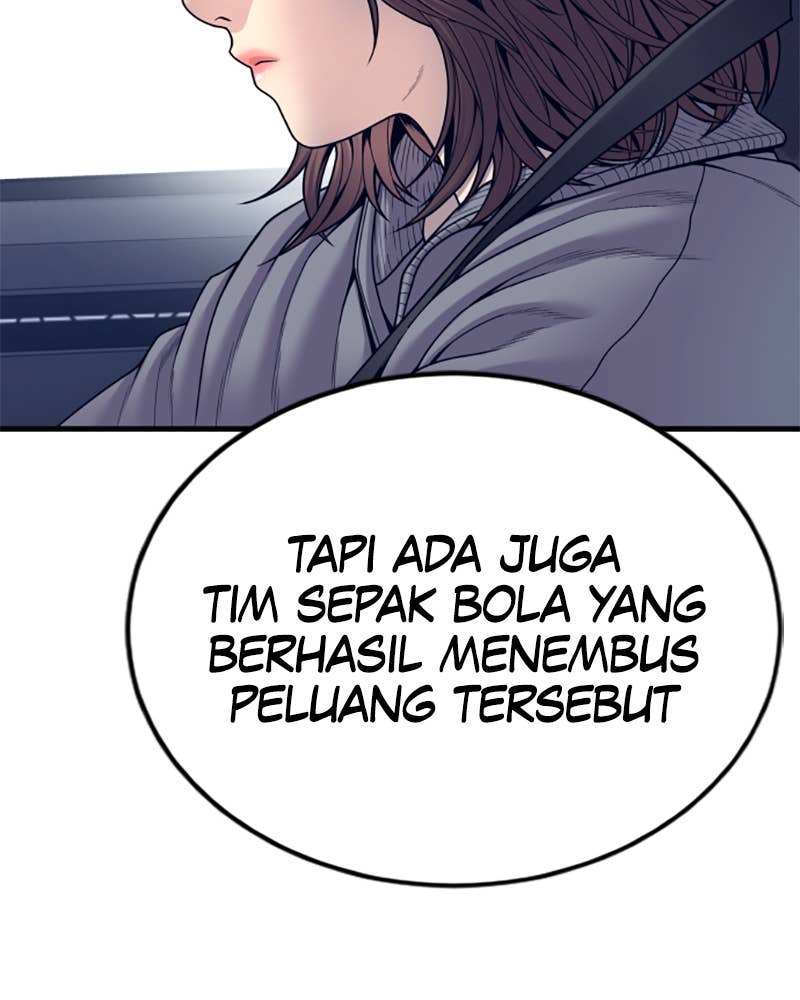 TAPI ADA JUGA
TIM SEPAK BOLA YANG
BERHASIL MENEMBUS
PELUANG TERSEBUT